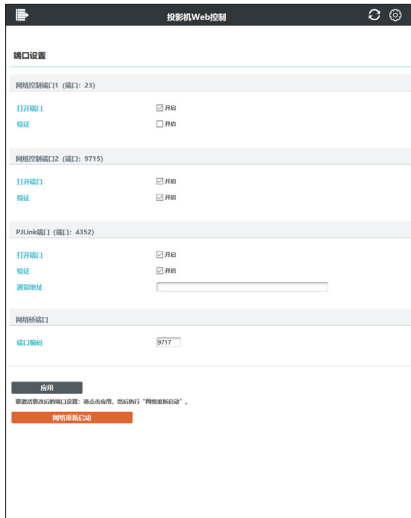 投影机Web控制
端口设置
网络控制端口1 (端口: 23)
打开端口 开启
验证 开启
网络控制端口2 (端口: 9715)
打开端口 开启
验证 开启
PJLink端口 (端口: 4352)
打开端口 开启
验证 开启
通知地址
网络桥端口
端口编码 9717
应用
要激活更改后的端口设置: 请点击应用, 然后执行“网络重新启动”。
网络重新启动